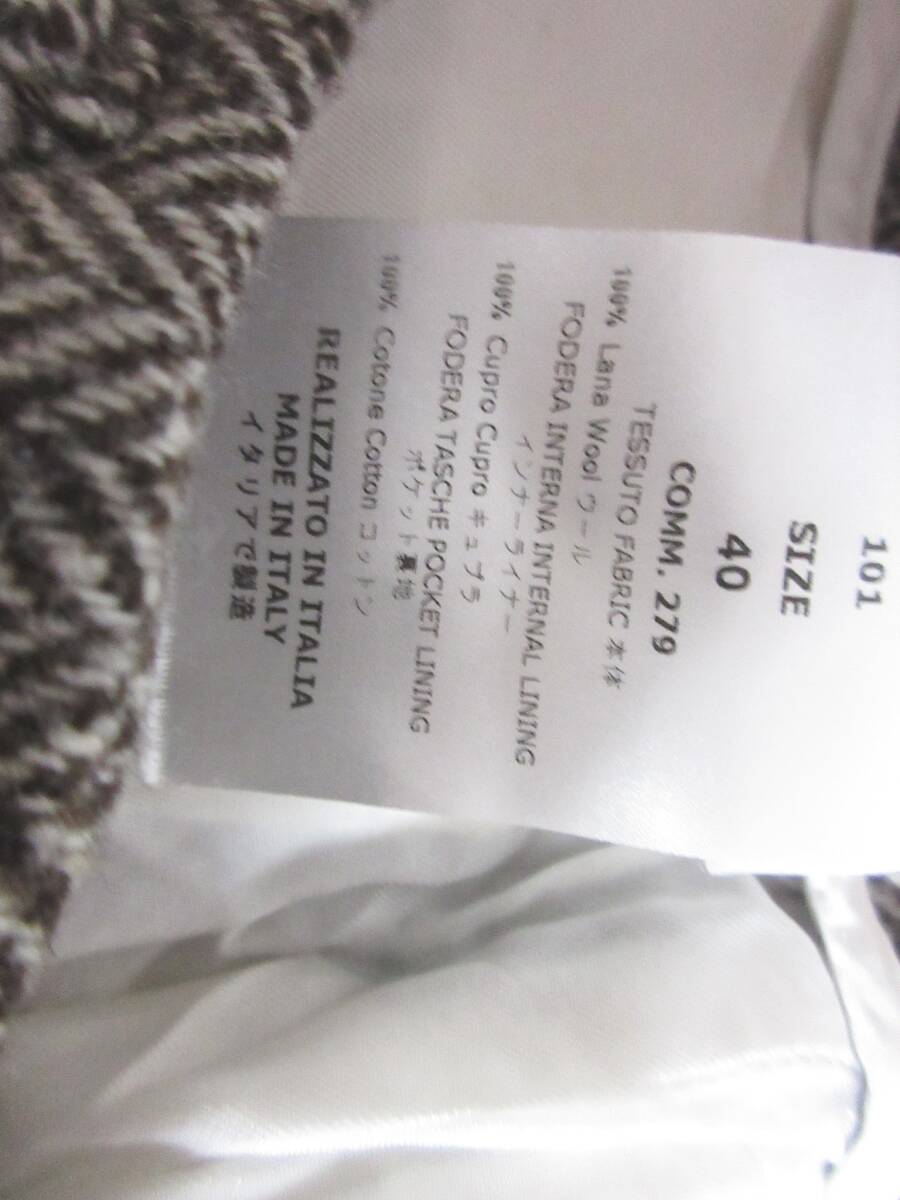 101
SIZE
40
COMM. 279
TESSUTO FABRIC 本体
100% Lana Wool ウール
FODERA INTERNA INTERNAL LINING
インナーライナー
100% Cupro Cupro キュプラ
FODERA TASCHE POCKET LINING
ポケット裏地
100% Cotone Cotton コットン
REALIZZATO IN ITALIA
MADE IN ITALY
イタリアで製造